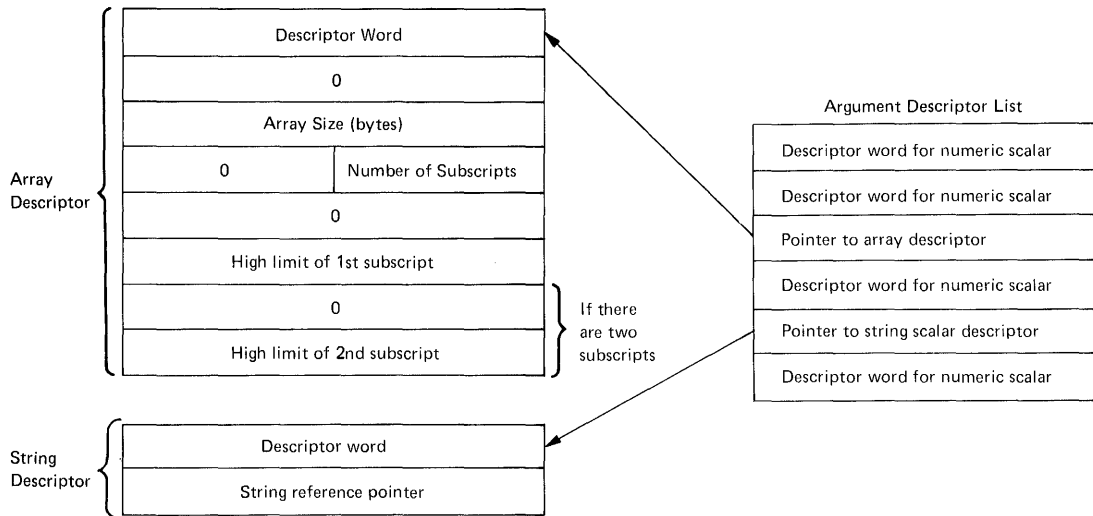 Array
Descriptor
Descriptor Word
0
Array Size (bytes)
0 Number of Subscripts
0
High limit of 1st subscript
0
High limit of 2nd subscript
If there
are two
subscripts
String
Descriptor
Descriptor word
String reference pointer
Argument Descriptor List
Descriptor word for numeric scalar
Descriptor word for numeric scalar
Pointer to array descriptor
Descriptor word for numeric scalar
Pointer to string scalar descriptor
Descriptor word for numeric scalar